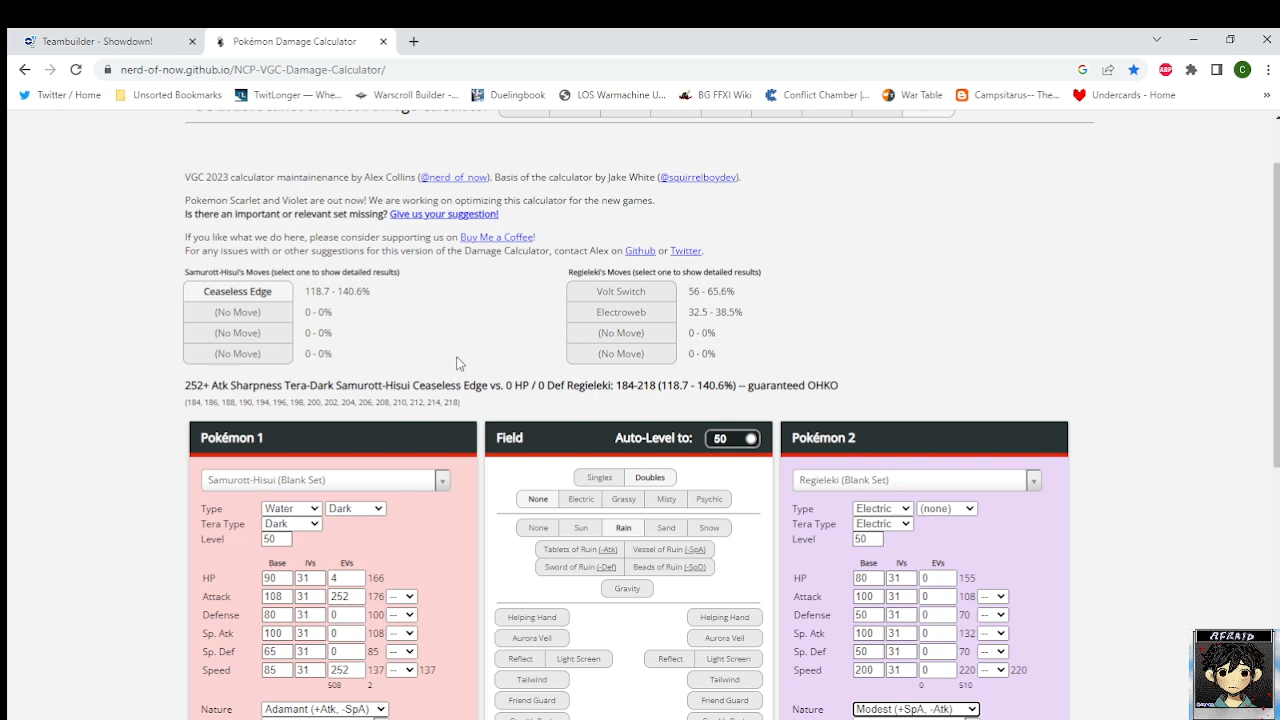 Teambuilder - Showdown!
Pokémon Damage Calculator
nerd-of-now.github.io/NCP-VGC-Damage-Calculator/
ABP
C
Twitter / Home
Unsorted Bookmarks
TwitLonger — Whe...
Warscroll Builder -...
Duelingbook
LOS Warmachine U...
BG FFXI Wiki
Conflict Chamber |...
War Table
Campsitarus-- The...
Undercards - Home
»
VGC 2023 calculator maintainenance by Alex Collins (@nerd_of_now). Basis of the calculator by Jake White (@squirrelboydev).
Pokemon Scarlet and Violet are out now! We are working on optimizing this calculator for the new games.
Is there an important or relevant set missing? Give us your suggestion!
If you like what we do here, please consider supporting us on Buy Me a Coffee!
For any issues with or other suggestions for this version of the Damage Calculator, contact Alex on Github or Twitter.
Samurott-Hisui's Moves (select one to show detailed results)
Ceaseless Edge 118.7 - 140.6%
(No Move) 0 - 0%
(No Move) 0 - 0%
(No Move) 0 - 0%
Regieleki's Moves (select one to show detailed results)
Volt Switch 56 - 65.6%
Electroweb 32.5 - 38.5%
(No Move) 0 - 0%
(No Move) 0 - 0%
252+ Atk Sharpness Tera-Dark Samurott-Hisui Ceaseless Edge vs. 0 HP / 0 Def Regieleki: 184-218 (118.7 - 140.6%) -- guaranteed OHKO
(184, 186, 188, 190, 194, 196, 198, 200, 202, 204, 206, 208, 210, 212, 214, 218)
Pokémon 1
Samurott-Hisui (Blank Set)
Type Water Dark
Tera Type Dark
Level 50
Base IVs EVs
HP 90 31 4 166
Attack 108 31 252 176 --
Defense 80 31 0 100 --
Sp. Atk 100 31 0 108 --
Sp. Def 65 31 0 85 --
Speed 85 31 252 137 -- 137
508 2
Nature Adamant (+Atk, -SpA)
Field Auto-Level to: 50
Singles Doubles
None Electric Grassy Misty Psychic
None Sun Rain Sand Snow
Tablets of Ruin (-Atk) Vessel of Ruin (-SpA)
Sword of Ruin (-Def) Beads of Ruin (-SpD)
Gravity
Helping Hand Helping Hand
Aurora Veil Aurora Veil
Reflect Light Screen Reflect Light Screen
Tailwind Tailwind
Friend Guard Friend Guard
Pokémon 2
Regieleki (Blank Set)
Type Electric (none)
Tera Type Electric
Level 50
Base IVs EVs
HP 80 31 0 155
Attack 100 31 0 108 --
Defense 50 31 0 70 --
Sp. Atk 100 31 0 132 --
Sp. Def 50 31 0 70 --
Speed 200 31 0 220 -- 220
0 510
Nature Modest (+SpA, -Atk)
AFRAID